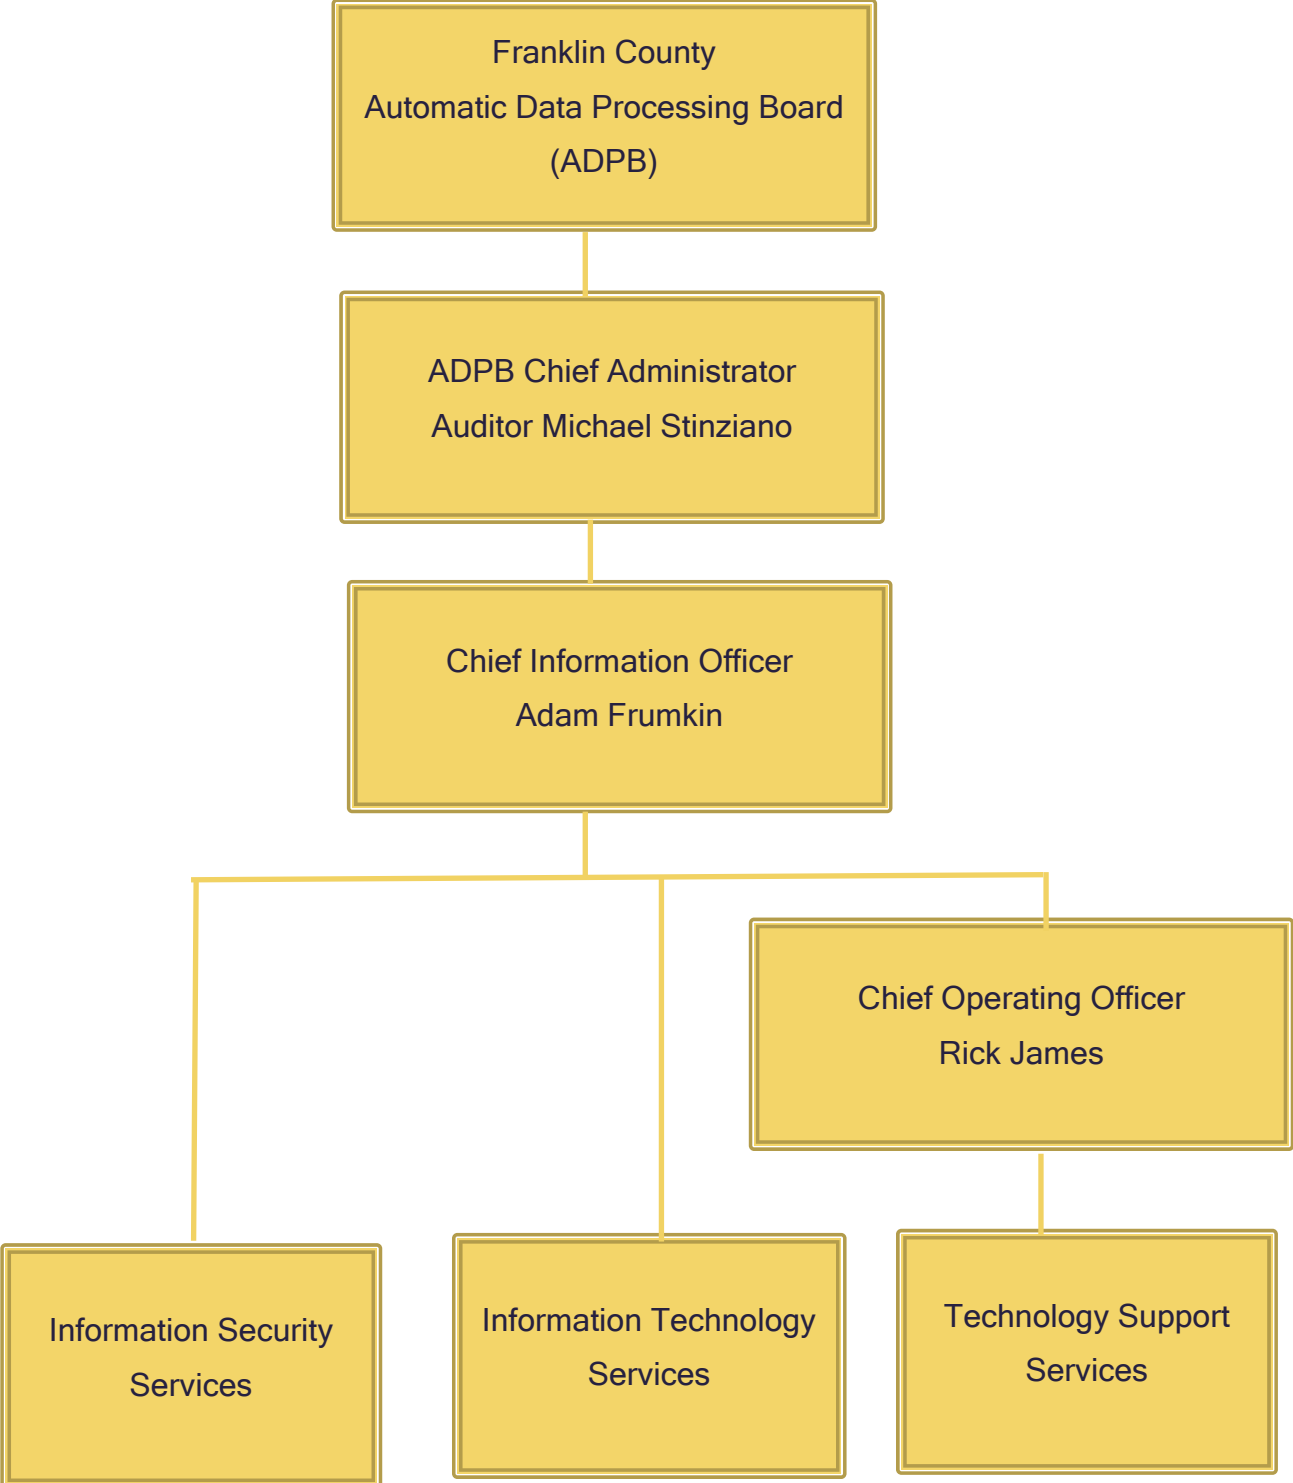 Franklin County
Automatic Data Processing Board
(ADPB)
ADPB Chief Administrator
Auditor Michael Stinziano
Chief Information Officer
Adam Frumkin
Chief Operating Officer
Rick James
Information Security
Services
Information Technology
Services
Technology Support
Services